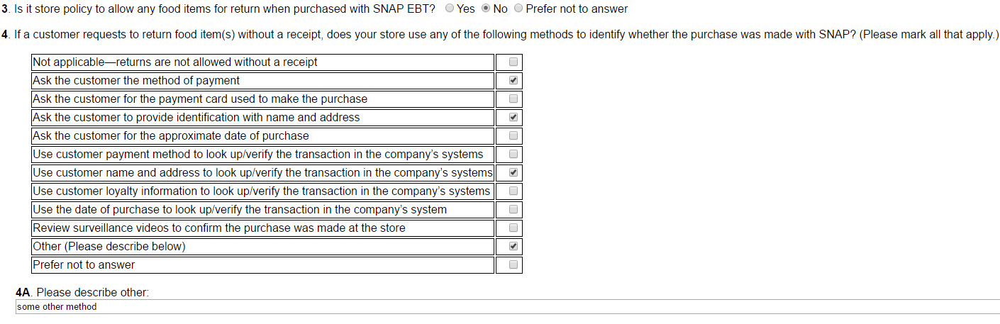 3. Is it store policy to allow any food items for return when purchased with SNAP EBT? Yes No Prefer not to answer
4. If a customer requests to return food item(s) without a receipt, does your store use any of the following methods to identify whether the purchase was made with SNAP? (Please mark all that apply.)
Not applicable—returns are not allowed without a receipt
Ask the customer the method of payment
Ask the customer for the payment card used to make the purchase
Ask the customer to provide identification with name and address
Ask the customer for the approximate date of purchase
Use customer payment method to look up/verify the transaction in the company's systems
Use customer name and address to look up/verify the transaction in the company's systems
Use customer loyalty information to look up/verify the transaction in the company's systems
Use the date of purchase to look up/verify the transaction in the company's system
Review surveillance videos to confirm the purchase was made at the store
Other (Please describe below)
Prefer not to answer
4A. Please describe other:
some other method